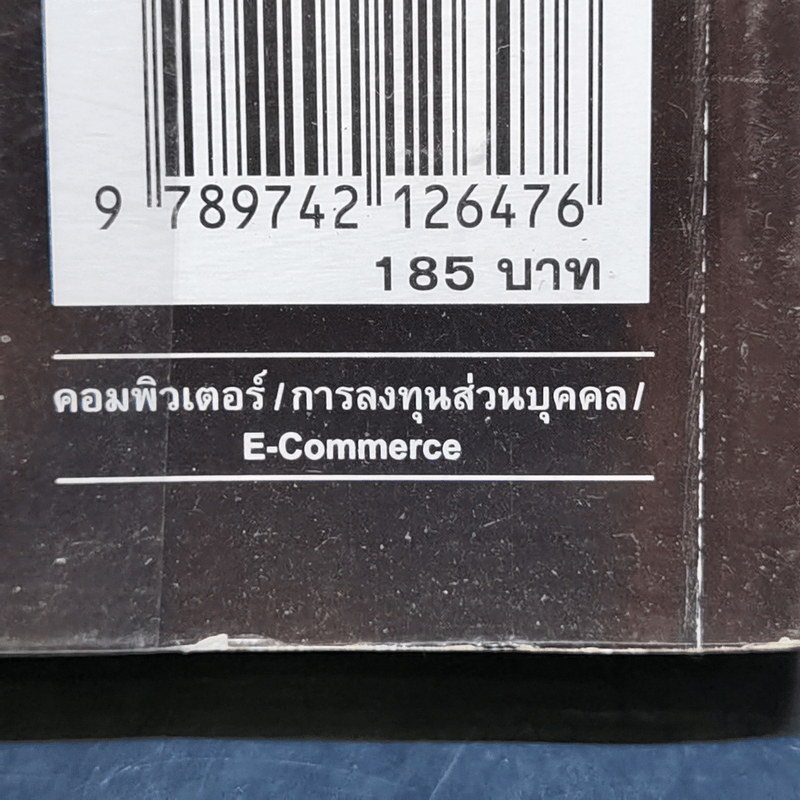 9 789742 126476
185 บาท
คอมพิวเตอร์ / การลงทุนส่วนบุคคล /
E-Commerce